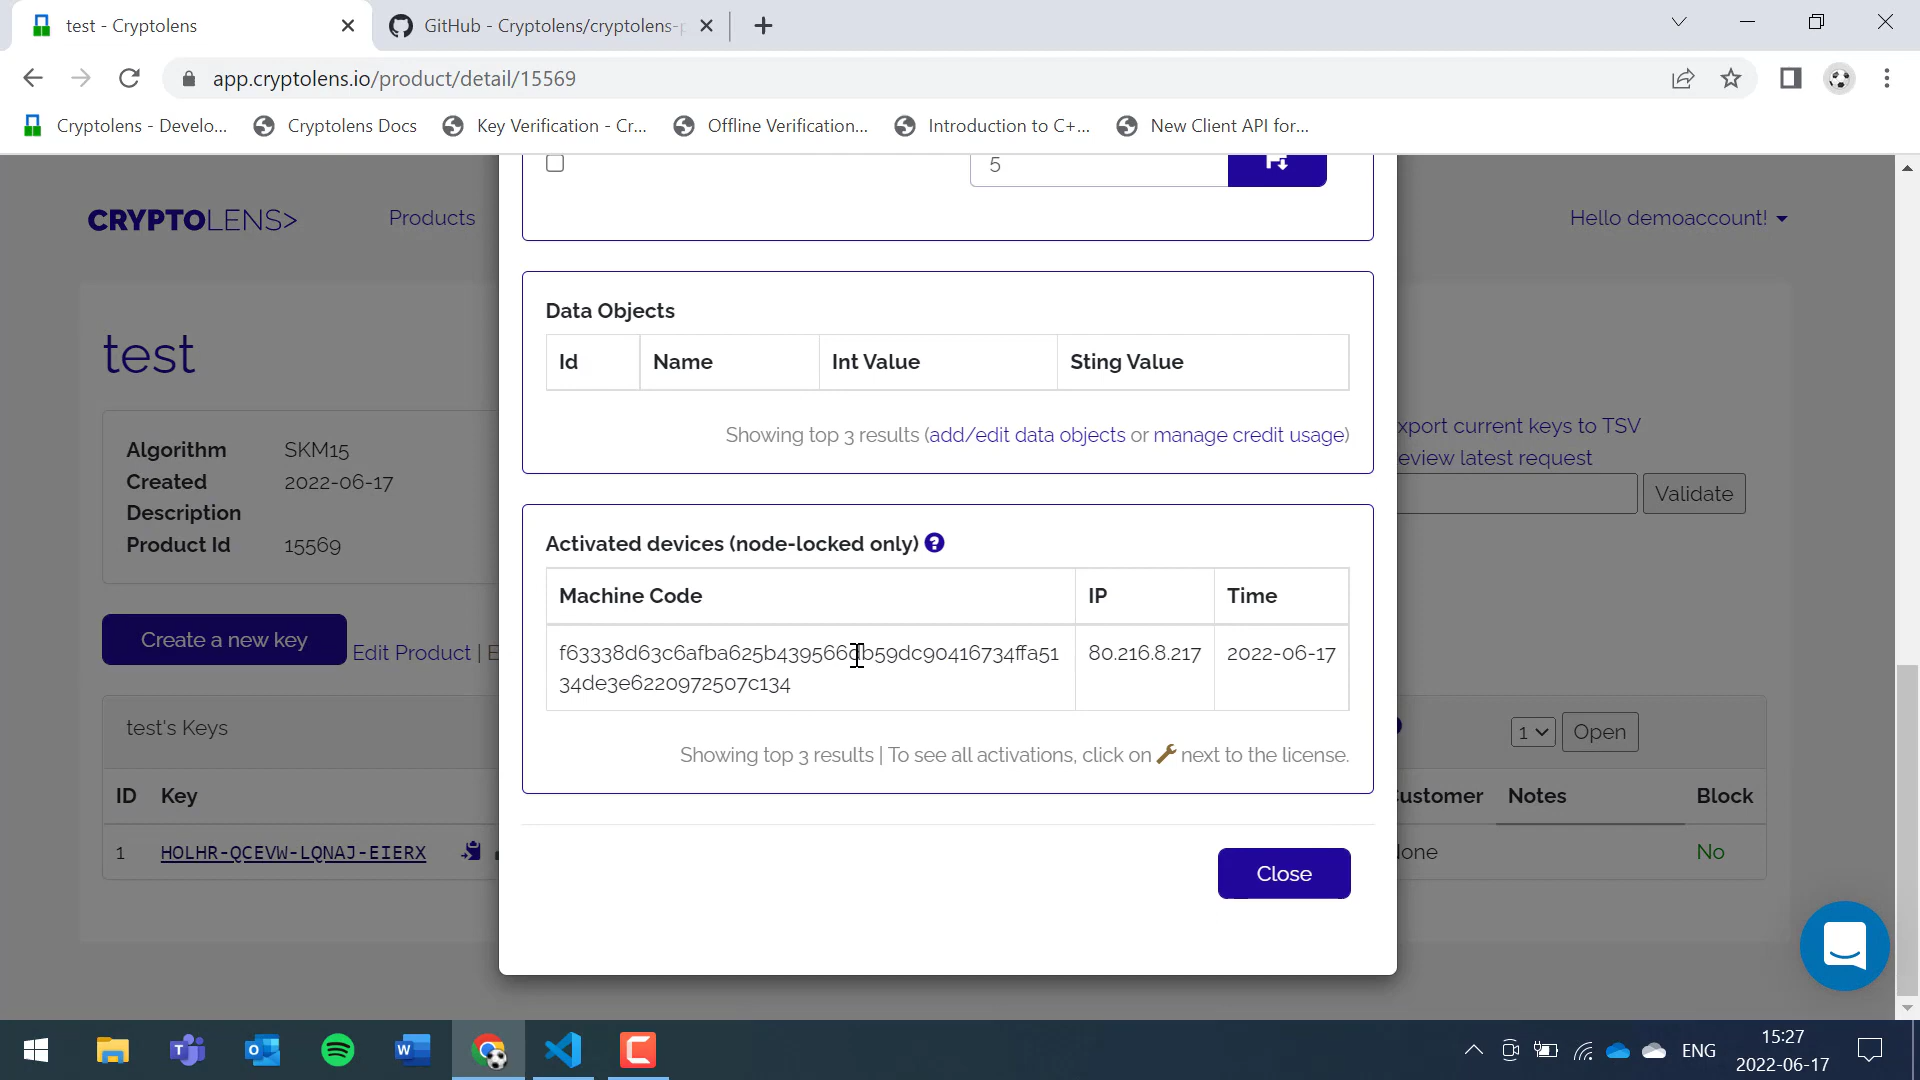 test - Cryptolens
GitHub - Cryptolens/cryptolens-p
app.cryptolens.io/product/detail/15569
Cryptolens - Develo...
Cryptolens Docs
Key Verification - Cr...
Offline Verification...
Introduction to C+...
New Client API for...
5
CRYPTOLENS>
Products
Hello demoaccount!
test
Algorithm SKM15
Created 2022-06-17
Description
Product Id 15569
Data Objects
Id Name Int Value Sting Value
Showing top 3 results (add/edit data objects or manage credit usage)
xport current keys to TSV
eview latest request
Validate
Activated devices (node-locked only) ?
Machine Code IP Time
f63338d63c6afba625b439566db59dc90416734ffa51 80.216.8.217 2022-06-17
34de3e6220972507c134
Showing top 3 results | To see all activations, click on next to the license.
Create a new key
Edit Product | E
test's Keys
1 Open
ID Key
ustomer Notes Block
1 HOLHR-QCEVW-LQNAJ-EIERX
one No
Close
ENG
15:27
2022-06-17